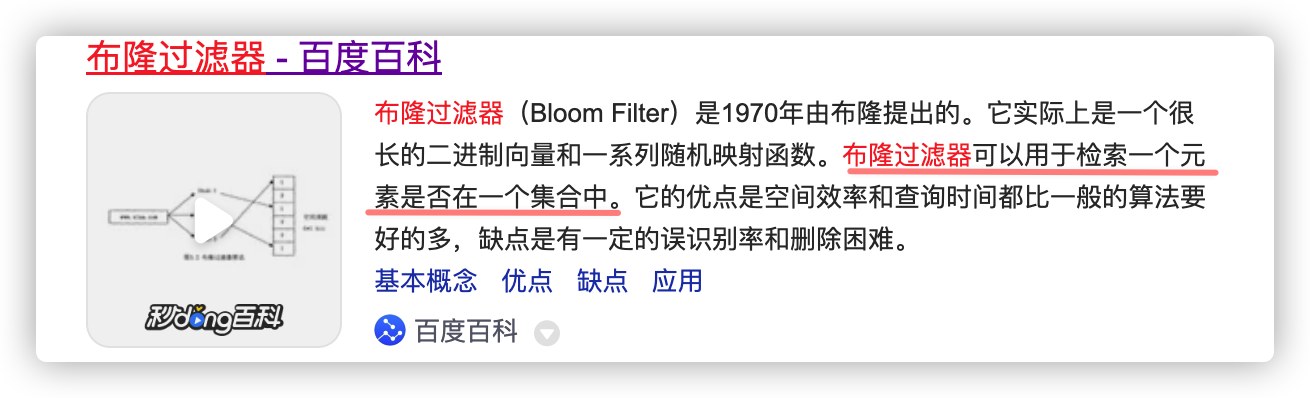 布隆过滤器 - 百度百科
布隆过滤器（Bloom Filter）是1970年由布隆提出的。它实际上是一个很
长的二进制向量和一系列随机映射函数。布隆过滤器可以用于检索一个元
素是否在一个集合中。它的优点是空间效率和查询时间都比一般的算法要
好的多，缺点是有一定的误识别率和删除困难。
基本概念 优点 缺点 应用
秒dong百科
百度百科